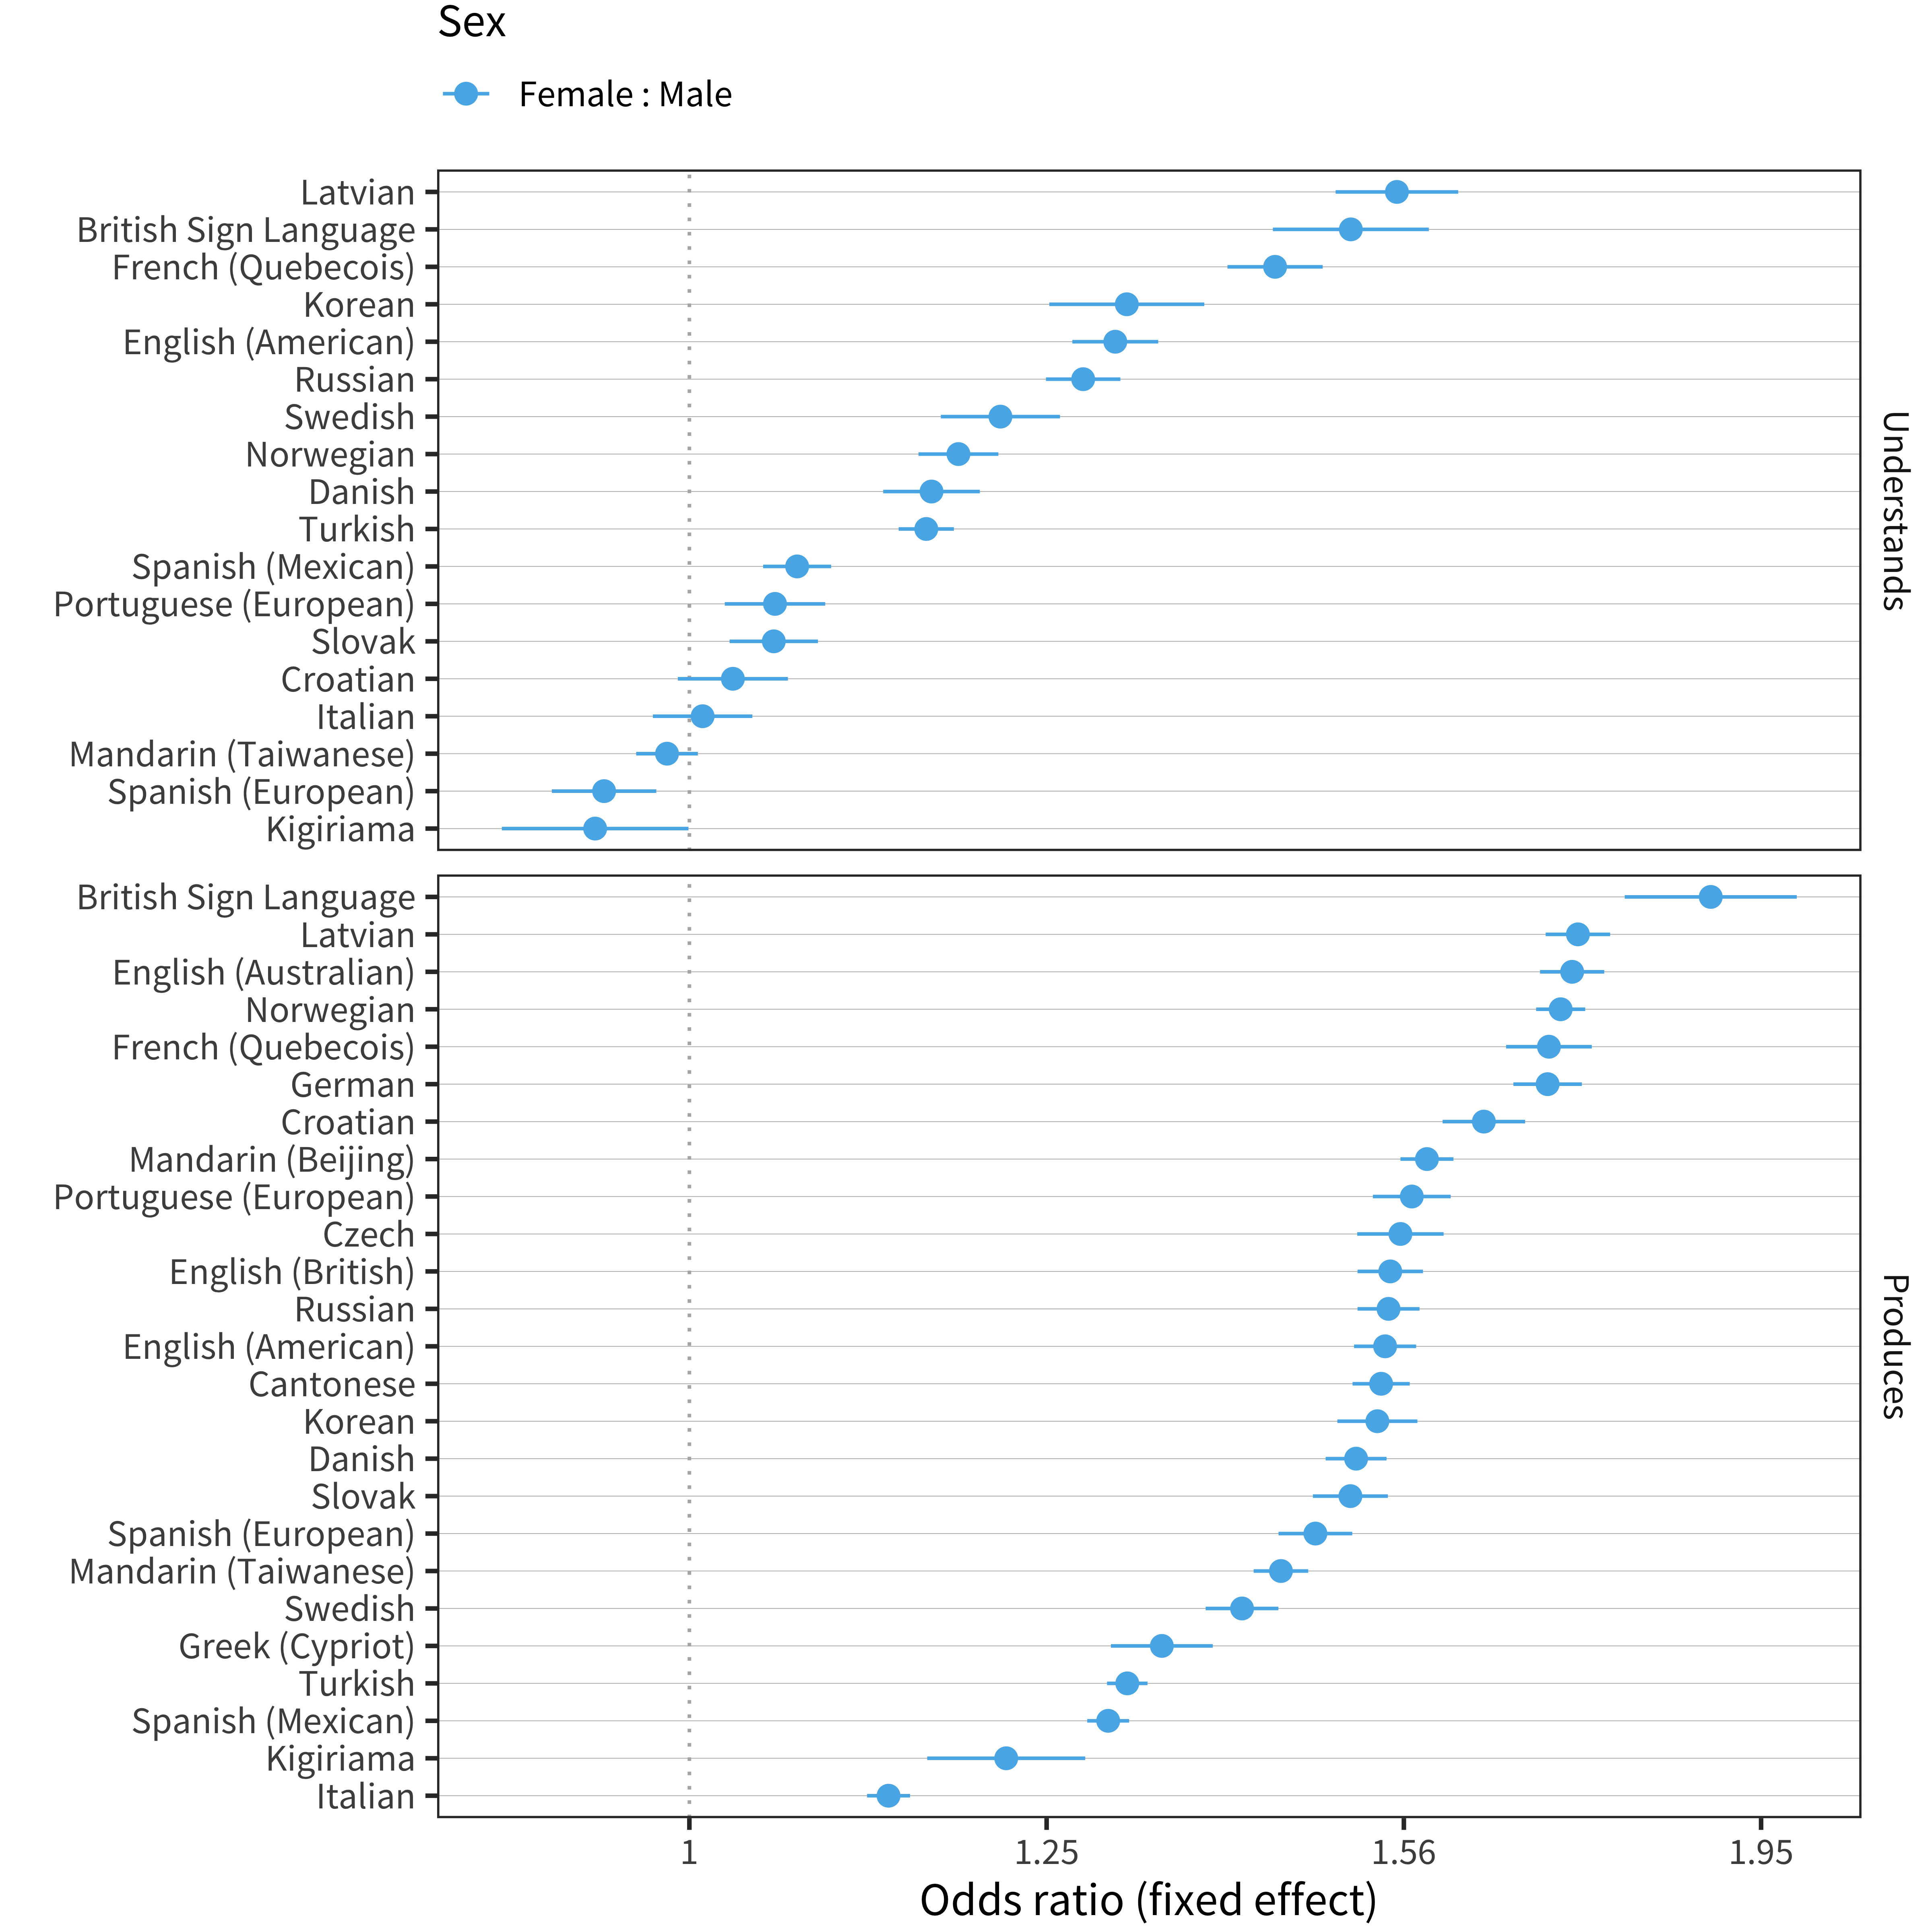 Sex
Female : Male
Latvian
British Sign Language
French (Quebecois)
Korean
English (American)
Russian
Swedish
Norwegian
Danish
Turkish
Spanish (Mexican)
Portuguese (European)
Slovak
Croatian
Italian
Mandarin (Taiwanese)
Spanish (European)
Kigiriama
Understands
British Sign Language
Latvian
English (Australian)
Norwegian
French (Quebecois)
German
Croatian
Mandarin (Beijing)
Portuguese (European)
Czech
English (British)
Russian
English (American)
Cantonese
Korean
Danish
Slovak
Spanish (European)
Mandarin (Taiwanese)
Swedish
Greek (Cypriot)
Turkish
Spanish (Mexican)
Kigiriama
Italian
Produces
1 1.25 1.56 1.95
Odds ratio (fixed effect)